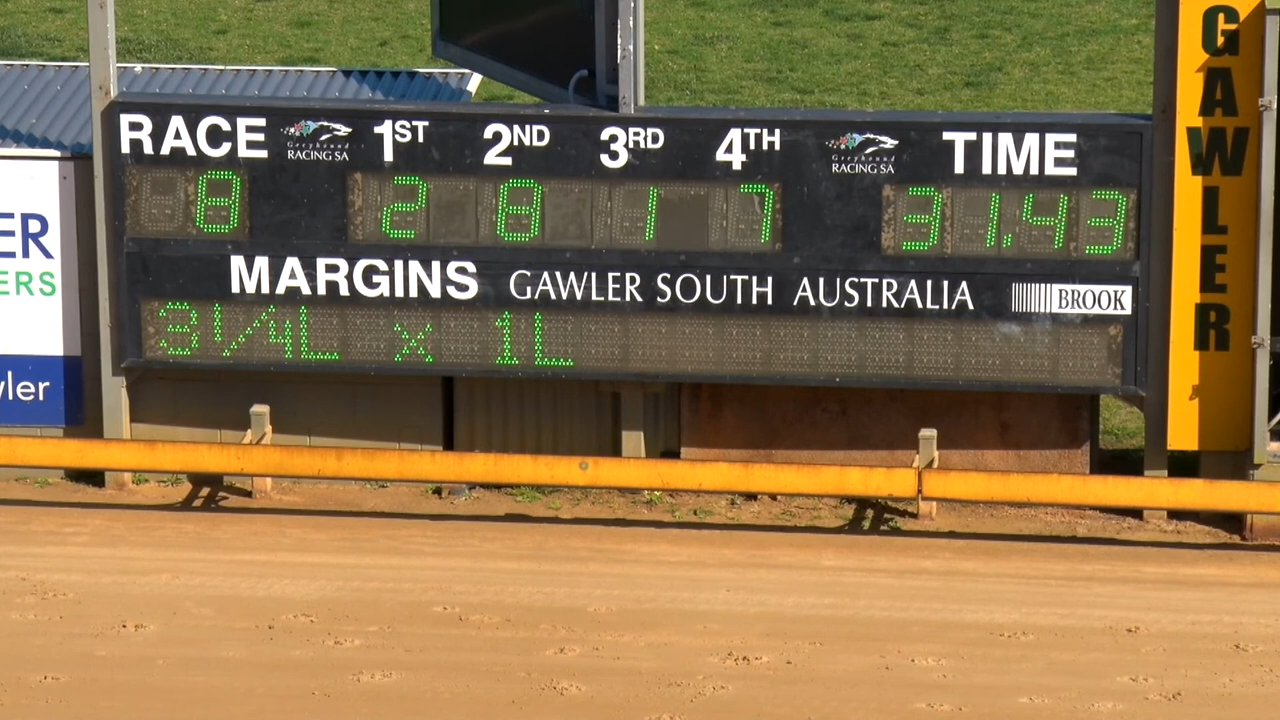 RACE Greyhound RACING SA 1ST 2ND 3RD 4TH Greyhound RACING SA TIME
8 2 8 1 7 31.43
MARGINS GAWLER SOUTH AUSTRALIA BROOK
3 1/4L x 1L
GAWLER
ER
ERS
wler